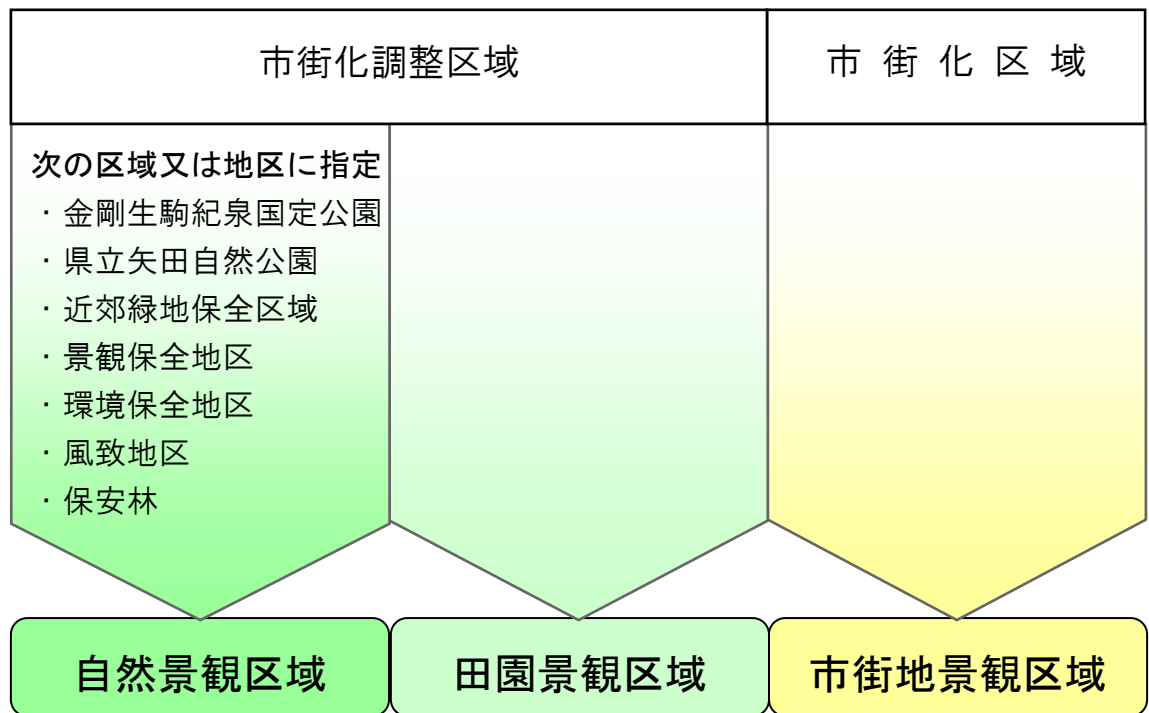 市街化調整区域
市街化区域
次の区域又は地区に指定
・金剛生駒紀泉国定公園
・県立矢田自然公園
・近郊緑地保全区域
・景観保全地区
・環境保全地区
・風致地区
・保安林
自然景観区域
田園景観区域
市街地景観区域